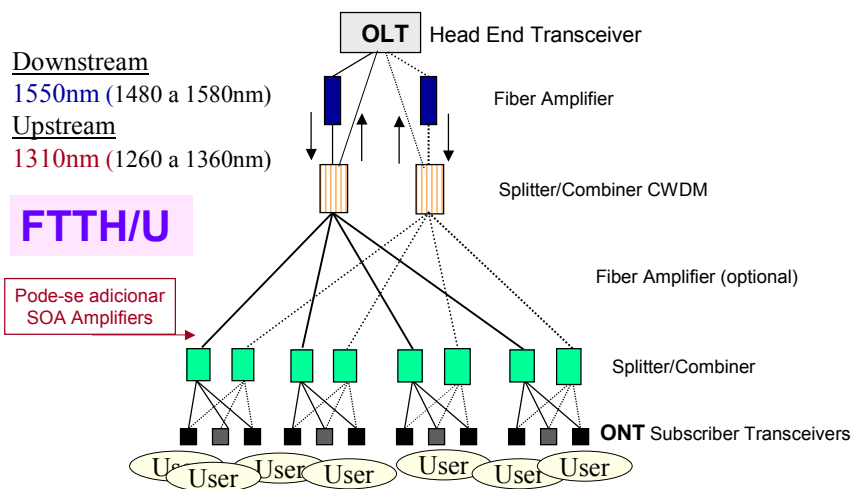 OLT Head End Transceiver
Downstream
1550nm (1480 a 1580nm)
Upstream
1310nm (1260 a 1360nm)
Fiber Amplifier
Splitter/Combiner CWDM
FTTH/U
Fiber Amplifier (optional)
Pode-se adicionar
SOA Amplifiers
Splitter/Combiner
ONT Subscriber Transceivers
User
User
User
User
User
User
User